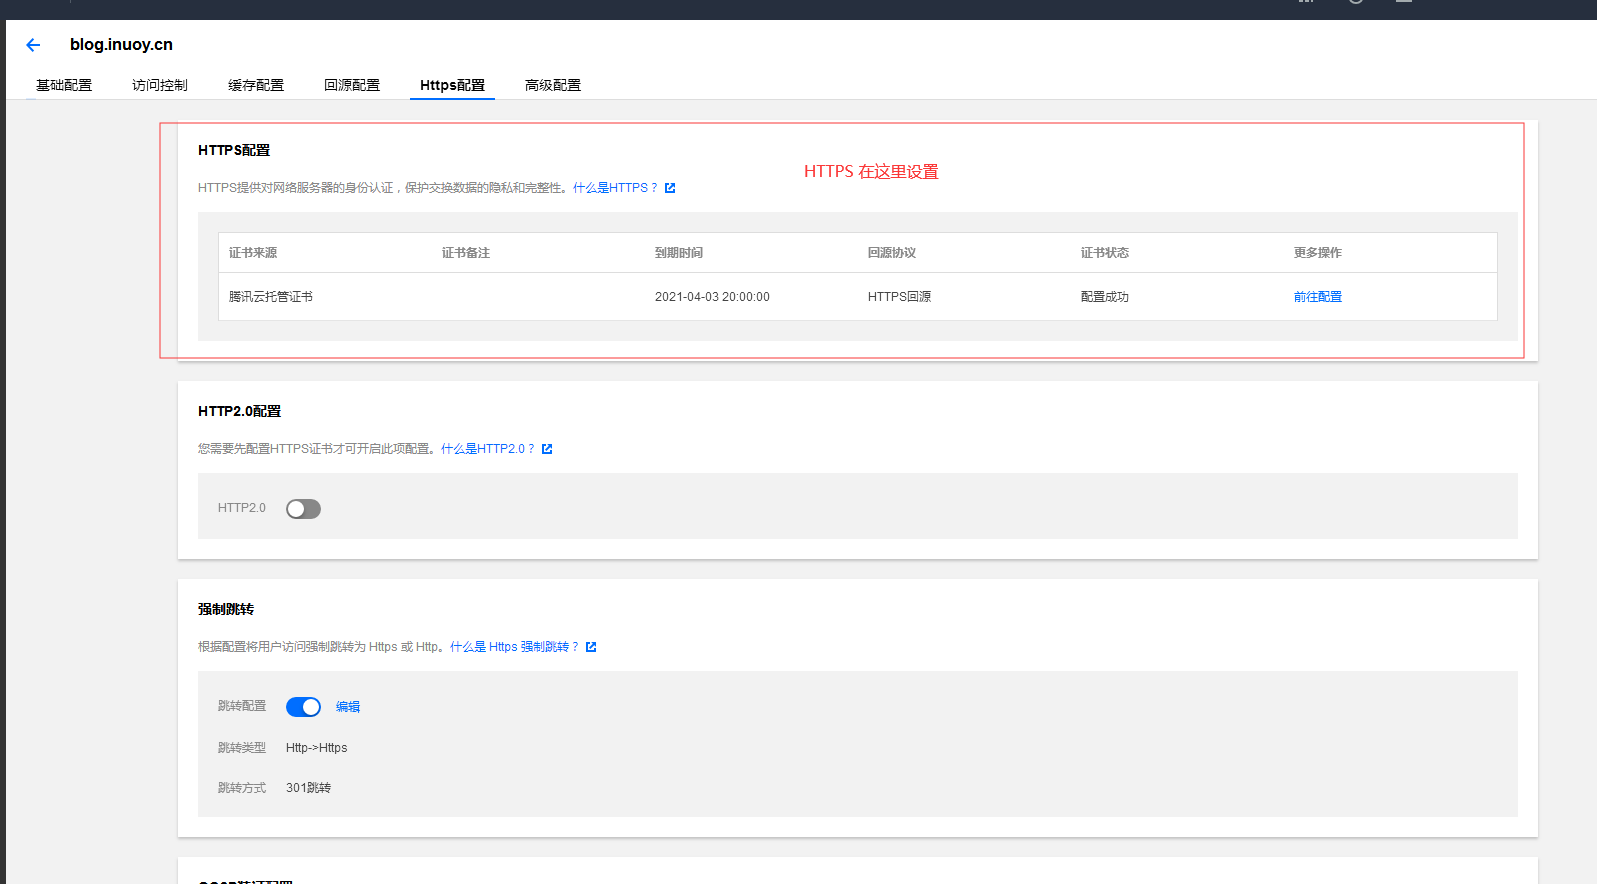 blog.inuoy.cn
基础配置 访问控制 缓存配置 回源配置 Https配置 高级配置
HTTPS配置
HTTPS 在这里设置
HTTPS提供对网络服务器的身份认证，保护交换数据的隐私和完整性。什么是HTTPS？
证书来源 证书备注 到期时间 回源协议 证书状态 更多操作
腾讯云托管证书 2021-04-03 20:00:00 HTTPS回源 配置成功 前往配置
HTTP2.0配置
您需要先配置HTTPS证书才可开启此项配置。什么是HTTP2.0？
HTTP2.0
强制跳转
根据配置将用户访问强制跳转为 Https 或 Http。什么是 Https 强制跳转？
跳转配置 编辑
跳转类型 Http->Https
跳转方式 301跳转